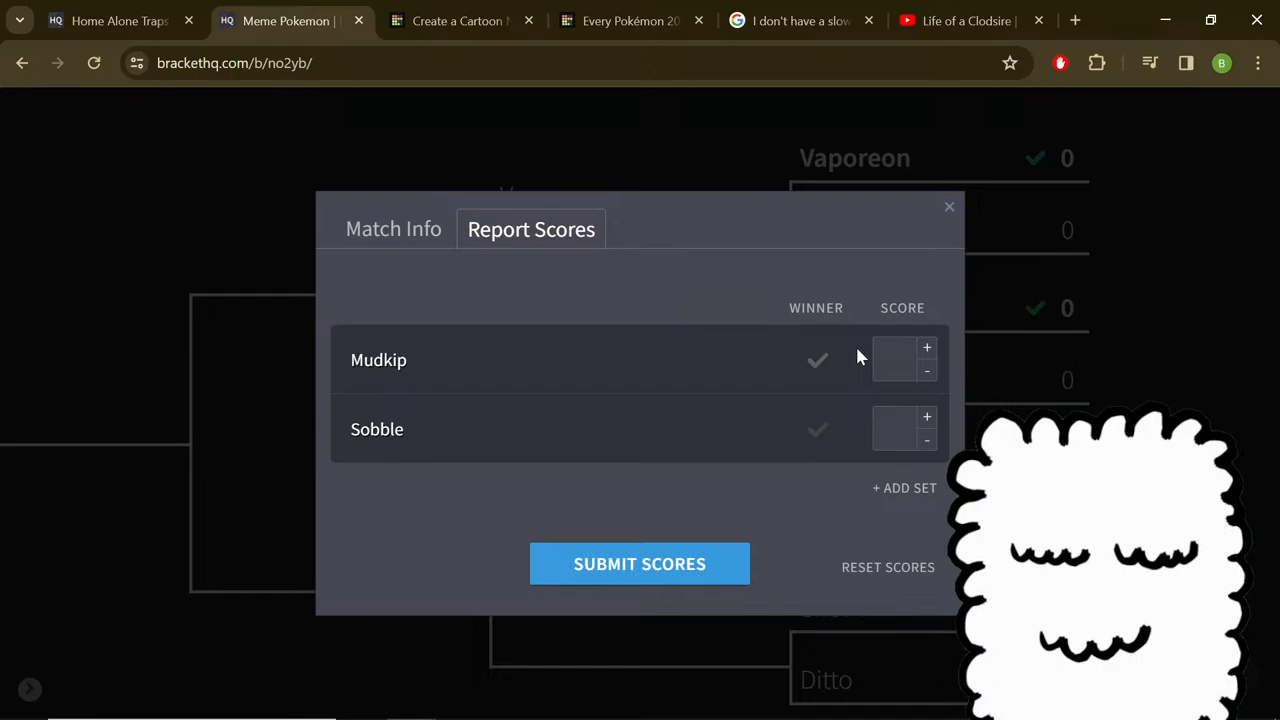 HQ Home Alone Traps
HQ Meme Pokemon |
Create a Cartoon
Every Pokémon 20
I don't have a slow
Life of a Clodsire |
brackethq.com/b/no2yb/
B
Vaporeon 0
0
0
0
Match Info
Report Scores
×
WINNER SCORE
Mudkip
+
-
Sobble
+
-
+ ADD SET
SUBMIT SCORES
RESET SCORES
Ditto